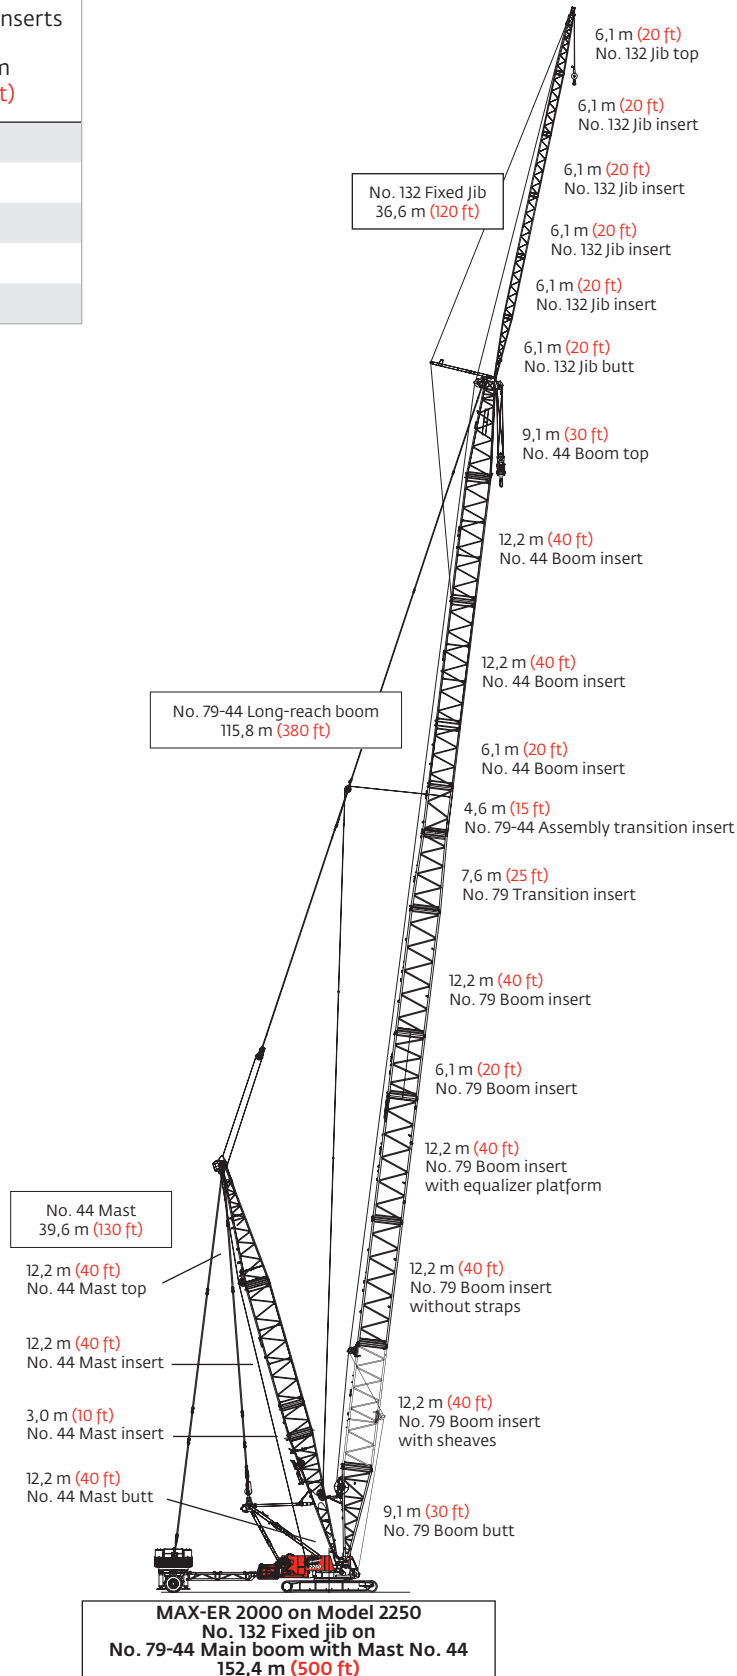 nserts
m
t)
6,1 m (20 ft)
No. 132 Jib top
6,1 m (20 ft)
No. 132 Jib insert
6,1 m (20 ft)
No. 132 Jib insert
No. 132 Fixed Jib
36,6 m (120 ft)
6,1 m (20 ft)
No. 132 Jib insert
6,1 m (20 ft)
No. 132 Jib insert
6,1 m (20 ft)
No. 132 Jib butt
9,1 m (30 ft)
No. 44 Boom top
12,2 m (40 ft)
No. 44 Boom insert
12,2 m (40 ft)
No. 44 Boom insert
No. 79-44 Long-reach boom
115,8 m (380 ft)
6,1 m (20 ft)
No. 44 Boom insert
4,6 m (15 ft)
No. 79-44 Assembly transition insert
7,6 m (25 ft)
No. 79 Transition insert
12,2 m (40 ft)
No. 79 Boom insert
6,1 m (20 ft)
No. 79 Boom insert
12,2 m (40 ft)
No. 79 Boom insert
with equalizer platform
No. 44 Mast
39,6 m (130 ft)
12,2 m (40 ft)
No. 44 Mast top
12,2 m (40 ft)
No. 79 Boom insert
without straps
12,2 m (40 ft)
No. 44 Mast insert
3,0 m (10 ft)
No. 44 Mast insert
12,2 m (40 ft)
No. 79 Boom insert
with sheaves
12,2 m (40 ft)
No. 44 Mast butt
9,1 m (30 ft)
No. 79 Boom butt
2250
MAX-ER 2000 on Model 2250
No. 132 Fixed jib on
No. 79-44 Main boom with Mast No. 44
152,4 m (500 ft)